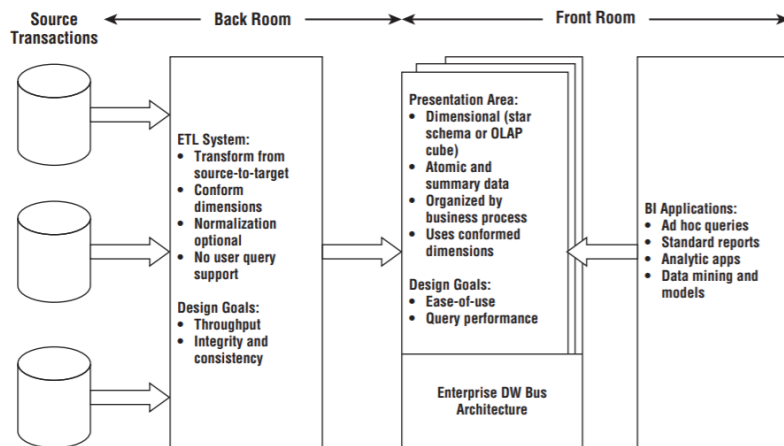 Source
Transactions
Back Room
Front Room
ETL System:
• Transform from
source-to-target
• Conform
dimensions
• Normalization
optional
• No user query
support
Design Goals:
• Throughput
• Integrity and
consistency
Presentation Area:
• Dimensional (star
schema or OLAP
cube)
• Atomic and
summary data
• Organized by
business process
• Uses conformed
dimensions
Design Goals:
• Ease-of-use
• Query performance
Enterprise DW Bus
Architecture
BI Applications:
• Ad hoc queries
• Standard reports
• Analytic apps
• Data mining and
models